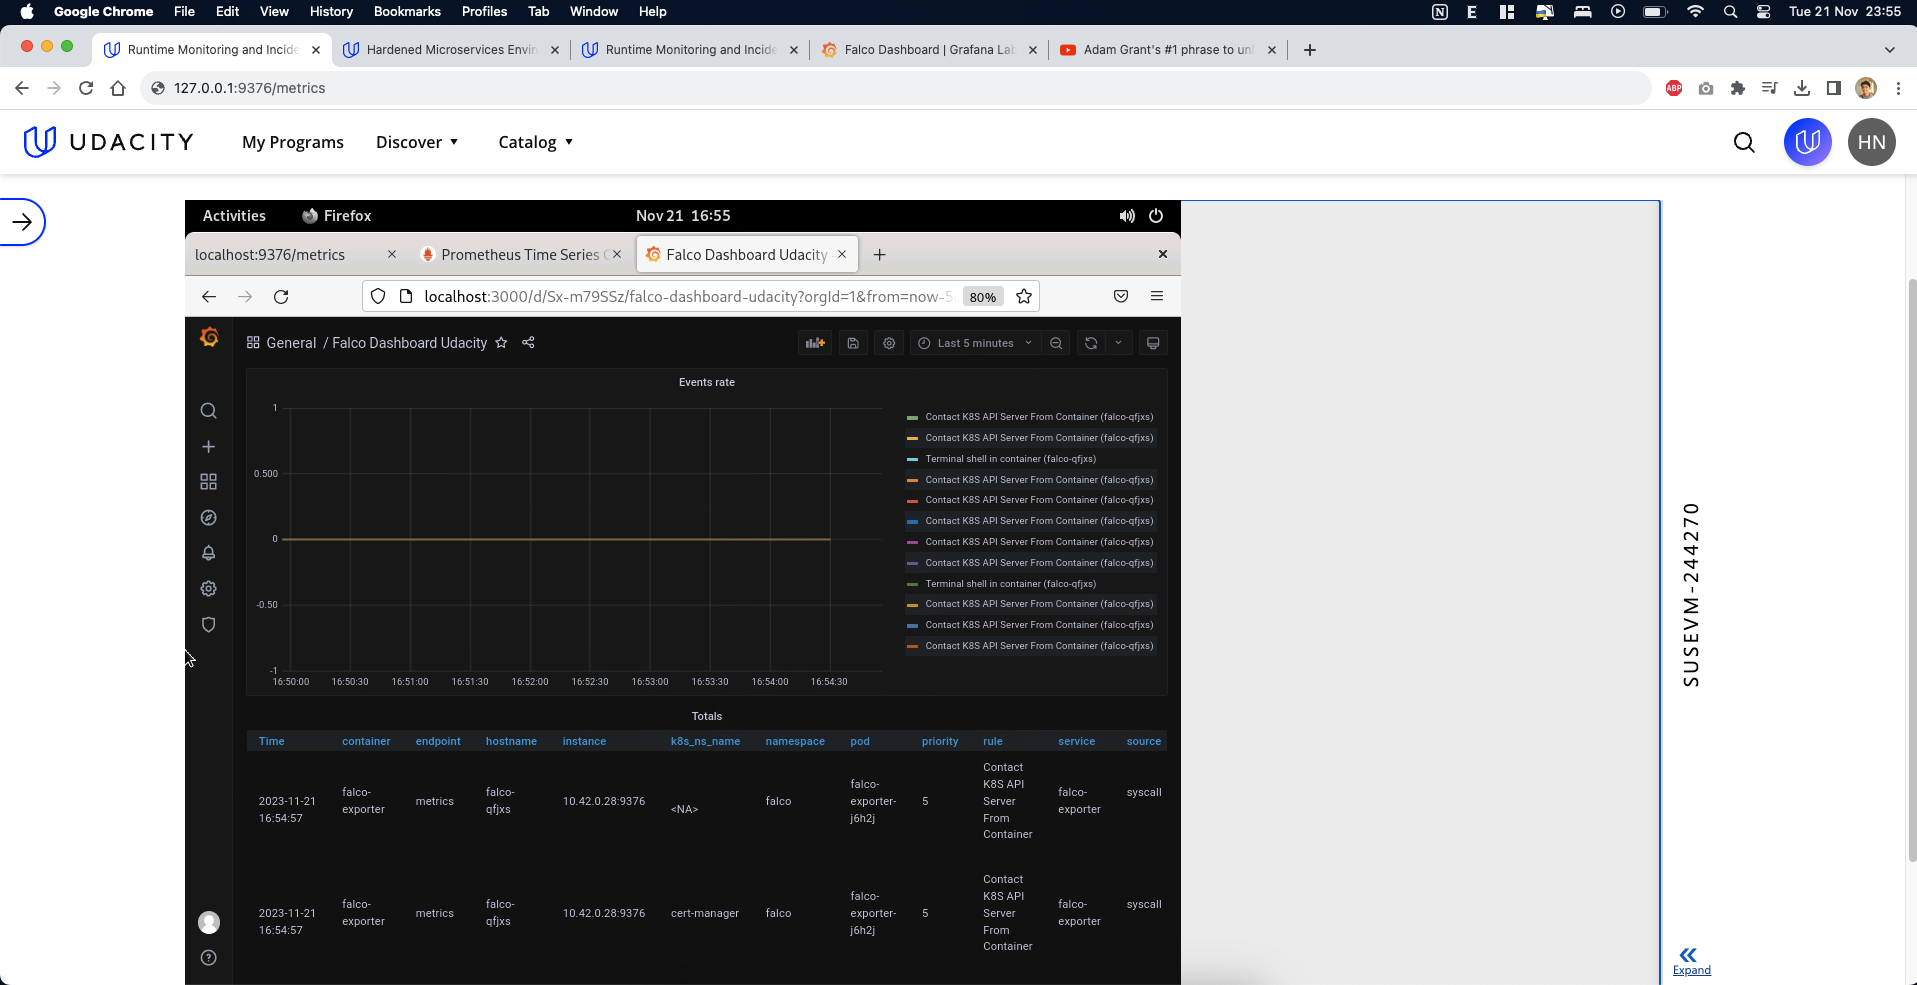 Google Chrome File Edit View History Bookmarks Profiles Tab Window Help Tue 21 Nov 23:55
Runtime Monitoring and Incide Hardened Microservices Envir Runtime Monitoring and Incide Falco Dashboard | Grafana Lab Adam Grant's #1 phrase to un
127.0.0.1:9376/metrics ABP
UDACITY My Programs Discover Catalog HN
Activities Firefox Nov 21 16:55
localhost:9376/metrics Prometheus Time Series C Falco Dashboard Udacity
localhost:3000/d/Sx-m79SSz/falco-dashboard-udacity?orgId=1&from=now-5 80%
General / Falco Dashboard Udacity Last 5 minutes
Events rate
1
0.500
0
-0.50
-1
16:50:00 16:50:30 16:51:00 16:51:30 16:52:00 16:52:30 16:53:00 16:53:30 16:54:00 16:54:30
Contact K8S API Server From Container (falco-qfjxs)
Contact K8S API Server From Container (falco-qfjxs)
Terminal shell in container (falco-qfjxs)
Contact K8S API Server From Container (falco-qfjxs)
Contact K8S API Server From Container (falco-qfjxs)
Contact K8S API Server From Container (falco-qfjxs)
Contact K8S API Server From Container (falco-qfjxs)
Contact K8S API Server From Container (falco-qfjxs)
Terminal shell in container (falco-qfjxs)
Contact K8S API Server From Container (falco-qfjxs)
Contact K8S API Server From Container (falco-qfjxs)
Contact K8S API Server From Container (falco-qfjxs)
Totals
Time container endpoint hostname instance k8s_ns_name namespace pod priority rule service source
2023-11-21 16:54:57 falco-exporter metrics falco-qfjxs 10.42.0.28:9376 <NA> falco falco-exporter-j6h2j 5 Contact K8S API Server From Container falco-exporter syscall
2023-11-21 16:54:57 falco-exporter metrics falco-qfjxs 10.42.0.28:9376 cert-manager falco falco-exporter-j6h2j 5 Contact K8S API Server From Container falco-exporter syscall
SUSEVM-244270
Expand